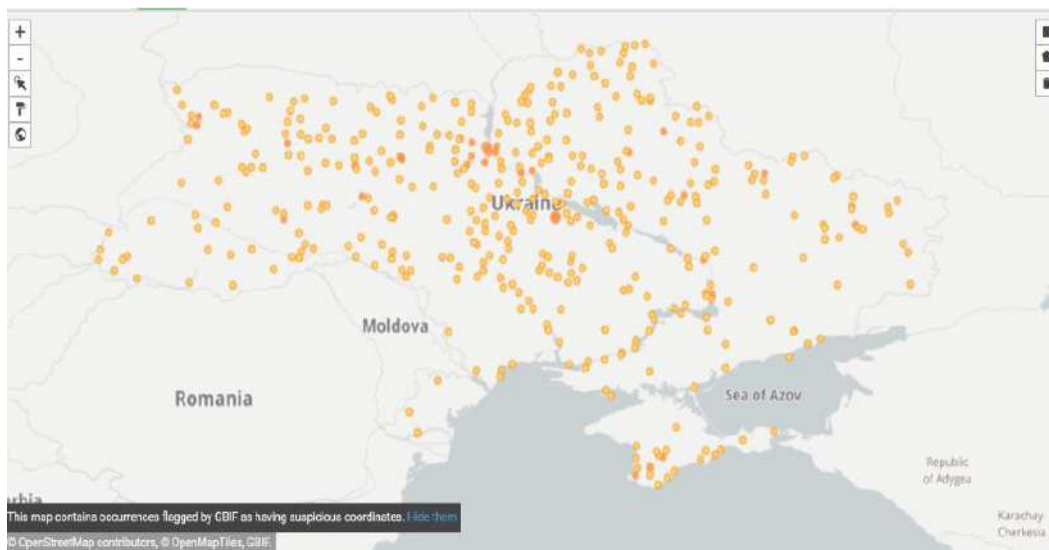 +
-
Ukraine
Moldova
Romania
Sea of Azov
Republic
of Adygea
Karachay
Cherkesia
This map contains occurrences flagged by GBIF as having suspicious coordinates. Hide them
© OpenStreetMap contributors, © OpenMapTiles, GBIF.